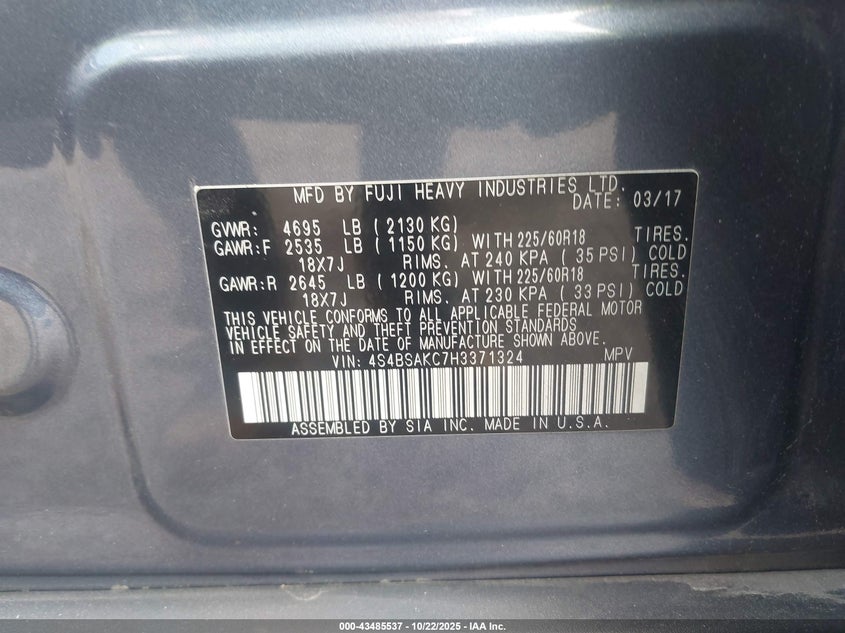 MFD BY FUJI HEAVY INDUSTRIES LTD.
DATE: 03/17
GVWR: 4695 LB ( 2130 KG)
GAWR:F 2535 LB ( 1150 KG) WITH 225/60R18 TIRES.
18X7J RIMS. AT 240 KPA ( 35 PSI) COLD
GAWR:R 2645 LB ( 1200 KG) WITH 225/60R18 TIRES.
18X7J RIMS. AT 230 KPA ( 33 PSI) COLD
THIS VEHICLE CONFORMS TO ALL APPLICABLE FEDERAL MOTOR
VEHICLE SAFETY AND THEFT PREVENTION STANDARDS
IN EFFECT ON THE DATE OF MANUFACTURE SHOWN ABOVE.
VIN: 4S4BSAKC7H3371324 MPV
ASSEMBLED BY SIA INC. MADE IN U.S.A.
000-43485537 - 10/22/2025 - IAA Inc.